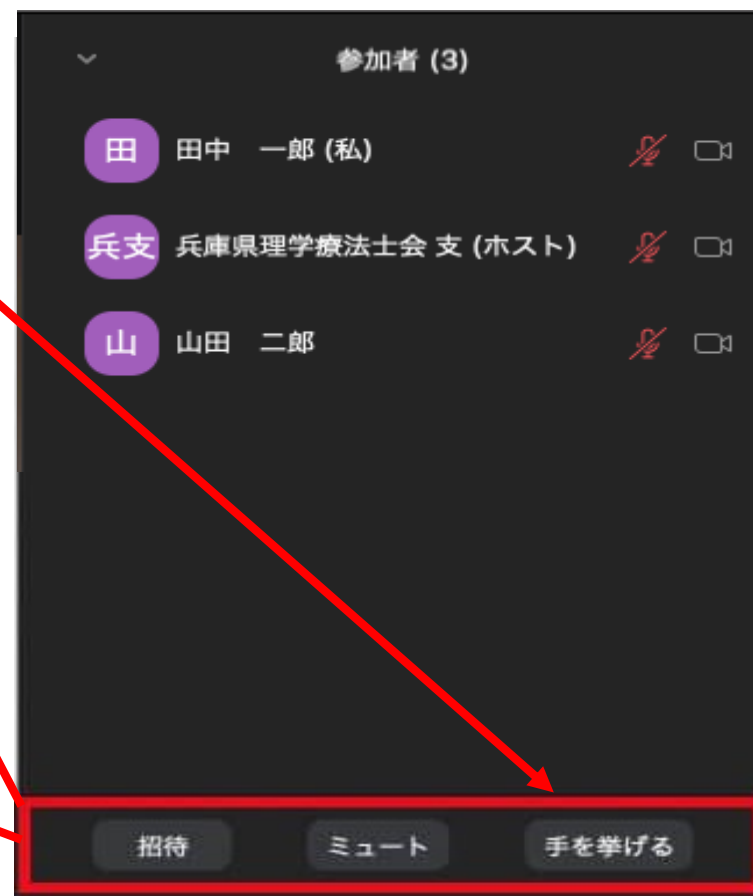 参加者 (3)
田 田中　一郎 (私)
兵支 兵庫県理学療法士会 支 (ホスト)
山 山田　二郎
招待 ミュート 手を挙げる